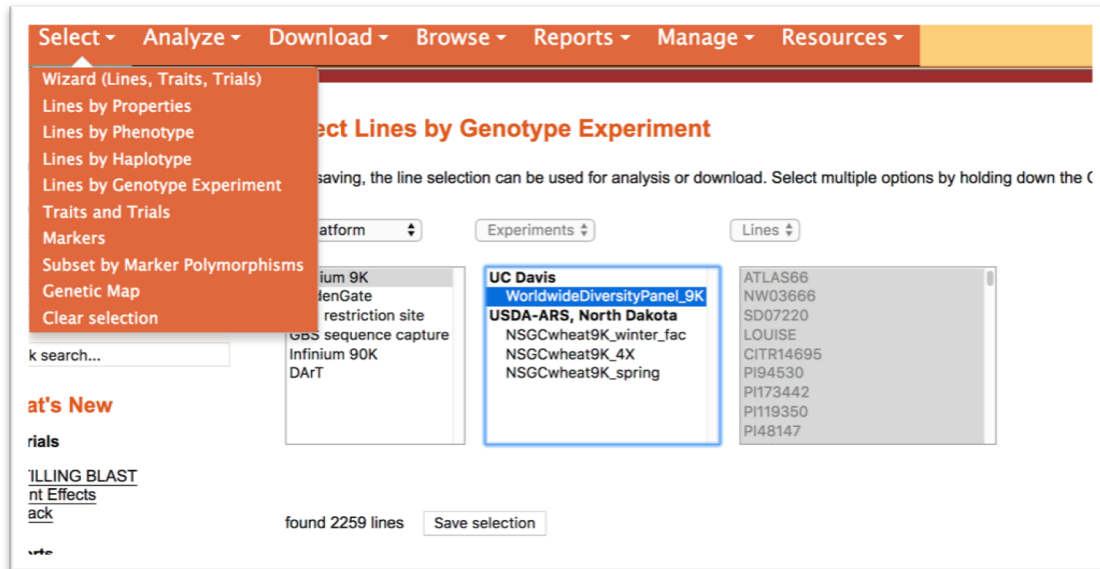 Select Analyze Download Browse Reports Manage Resources
Wizard (Lines, Traits, Trials)
Lines by Properties
Lines by Phenotype
Lines by Haplotype
Lines by Genotype Experiment
Traits and Trials
Markers
Subset by Marker Polymorphisms
Genetic Map
Clear selection
ect Lines by Genotype Experiment
saving, the line selection can be used for analysis or download. Select multiple options by holding down the
atform
Experiments
Lines
ium 9K
denGate
restriction site
GBS sequence capture
Infinium 90K
DArT
UC Davis
WorldwideDiversityPanel_9K
USDA-ARS, North Dakota
NSGCwheat9K_winter_fac
NSGCwheat9K_4X
NSGCwheat9K_spring
ATLAS66
NW03666
SD07220
LOUISE
CITR14695
PI94530
PI173442
PI119350
PI48147
k search...
at's New
rials
ILLING BLAST
nt Effects
ack
found 2259 lines
Save selection